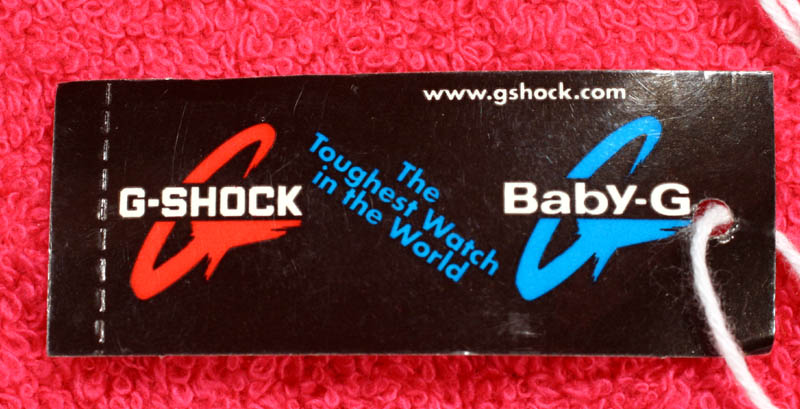 www.gshock.com
G-SHOCK
The
Toughest Watch
in the World
Baby-G